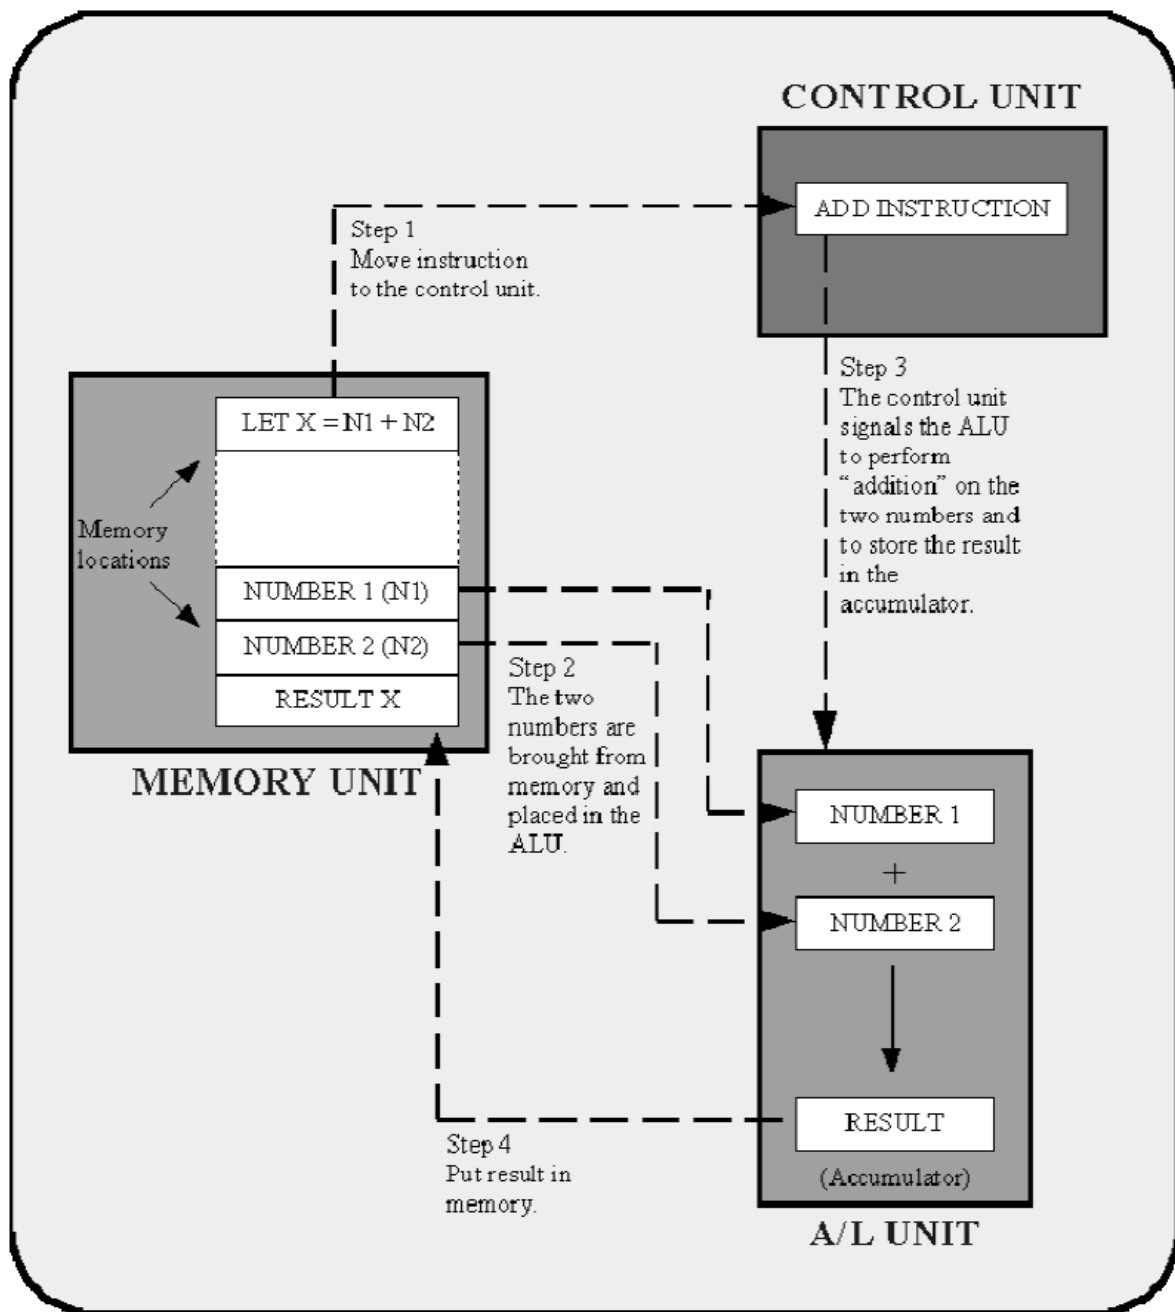 CONTROL UNIT
ADD INSTRUCTION
Step 1
Move instruction
to the control unit.
Step 3
The control unit
signals the ALU
to perform
“addition” on the
two numbers and
to store the result
in the
accumulator.
LET X = N1 + N2
Memory
locations
NUMBER 1 (N1)
NUMBER 2 (N2)
RESULT X
MEMORY UNIT
Step 2
The two
numbers are
brought from
memory and
placed in the
ALU.
NUMBER 1
+
NUMBER 2
RESULT
(Accumulator)
A/L UNIT
Step 4
Put result in
memory.